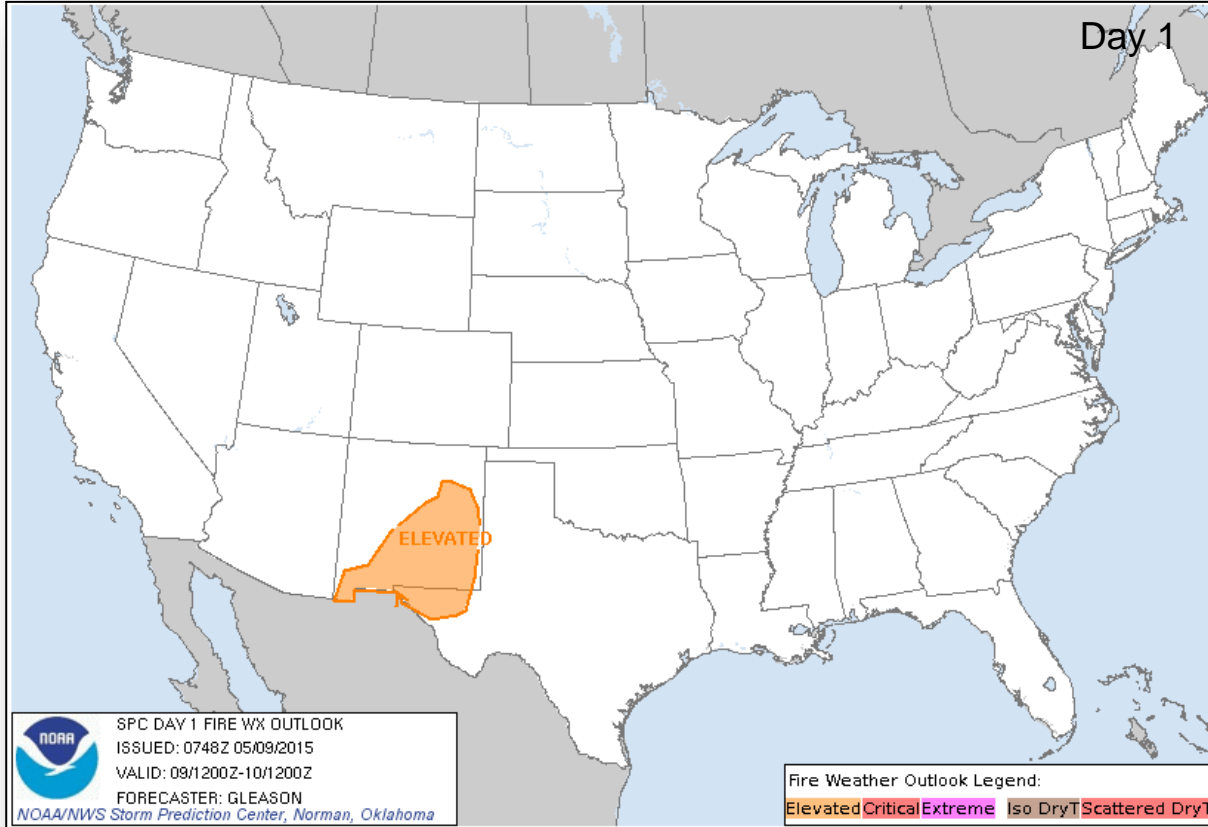 Day 1
ELEVATED
NOAA
SPC DAY 1 FIRE WX OUTLOOK
ISSUED: 0748Z 05/09/2015
VALID: 09/1200Z-10/1200Z
FORECASTER: GLEASON
NOAA/NWS Storm Prediction Center, Norman, Oklahoma
Fire Weather Outlook Legend:
Elevated Critical Extreme Iso DryT Scattered DryT